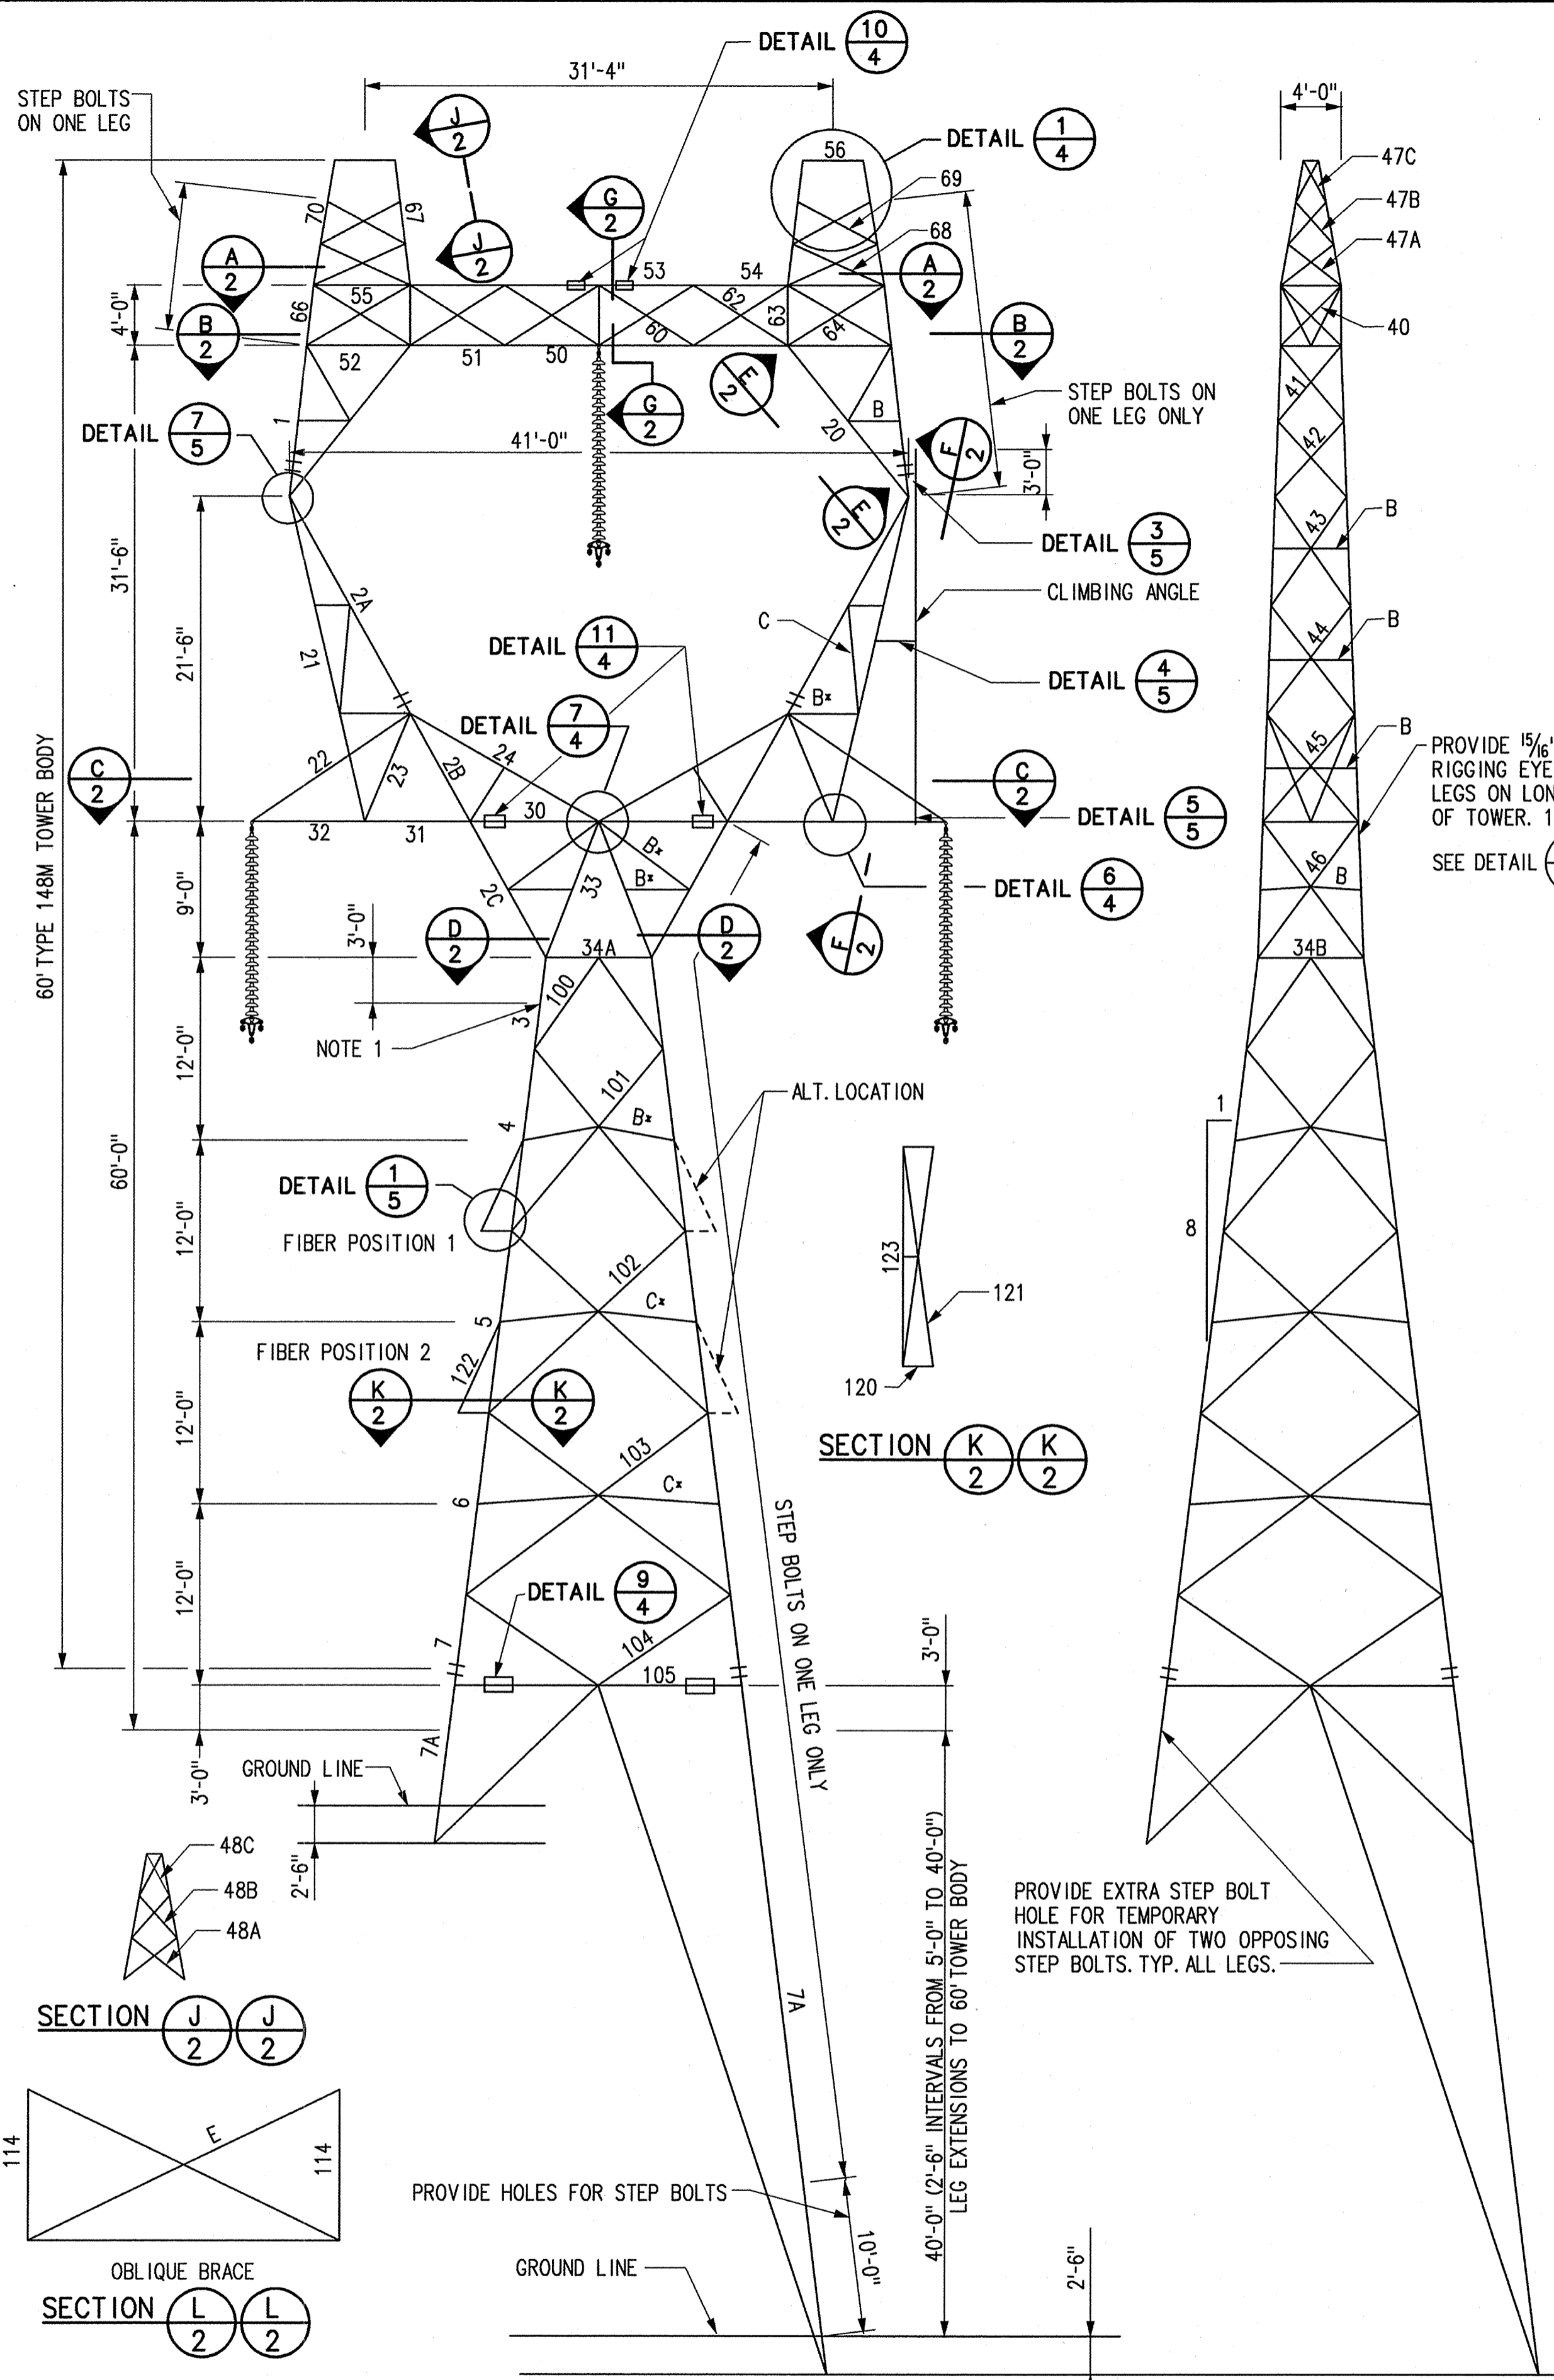 DETAIL 10
4
31'-4"
STEP BOLTS
ON ONE LEG
J
2
4'-0"
DETAIL 1
4
56
47C
69
70
67
G
2
47B
J
2
68
47A
A
2
53
54
A
2
55
62
40
4'-0"
66
B
2
60
63
64
B
2
52
51
50
E
2
41
STEP BOLTS ON
ONE LEG ONLY
1
B
G
2
20
42
DETAIL 7
5
41'-0"
F
2
3'-0"
E
2
43
B
DETAIL 3
5
31'-6"
2A
CLIMBING ANGLE
C
DETAIL 11
4
44
B
21'-6"
21
DETAIL 4
5
B*
DETAIL 7
4
60' TYPE 148M TOWER BODY
45
B
PROVIDE 15/16"
RIGGING EYE
LEGS ON LON
OF TOWER. 1
22
23
2B
24
C
2
C
2
30
DETAIL 5
5
32
31
B*
46
B
SEE DETAIL
9'-0"
2C
33
B*
DETAIL 6
4
3'-0"
D
2
D
2
F
2
34A
34B
100
3
NOTE 1
12'-0"
101
ALT. LOCATION
1
4
B*
60'-0"
DETAIL 1
5
12'-0"
FIBER POSITION 1
8
102
123
121
5
C*
FIBER POSITION 2
122
120
K
2
K
2
12'-0"
103
SECTION K
2
K
2
C*
6
STEP BOLTS ON ONE LEG ONLY
12'-0"
DETAIL 9
4
104
7
3'-0"
105
7A
3'-0"
GROUND LINE
2'-6"
48C
48B
48A
PROVIDE EXTRA STEP BOLT
HOLE FOR TEMPORARY
INSTALLATION OF TWO OPPOSING
STEP BOLTS. TYP. ALL LEGS.
7A
40'-0" (2'-6" INTERVALS FROM 5'-0" TO 40'-0")
LEG EXTENSIONS TO 60' TOWER BODY
SECTION J
2
J
2
E
114
114
PROVIDE HOLES FOR STEP BOLTS
10'-0"
OBLIQUE BRACE
GROUND LINE
2'-6"
SECTION L
2
L
2